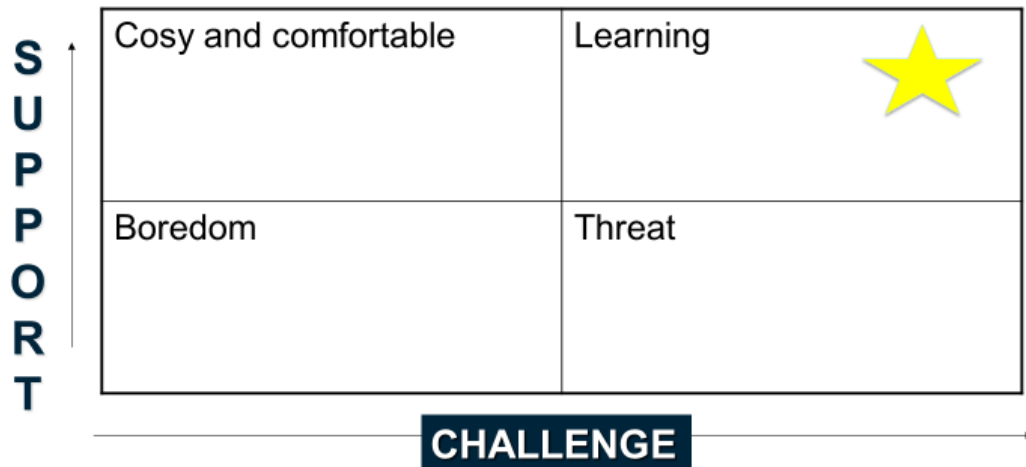 SUPPORT
Cosy and comfortable
Learning
Boredom
Threat
CHALLENGE